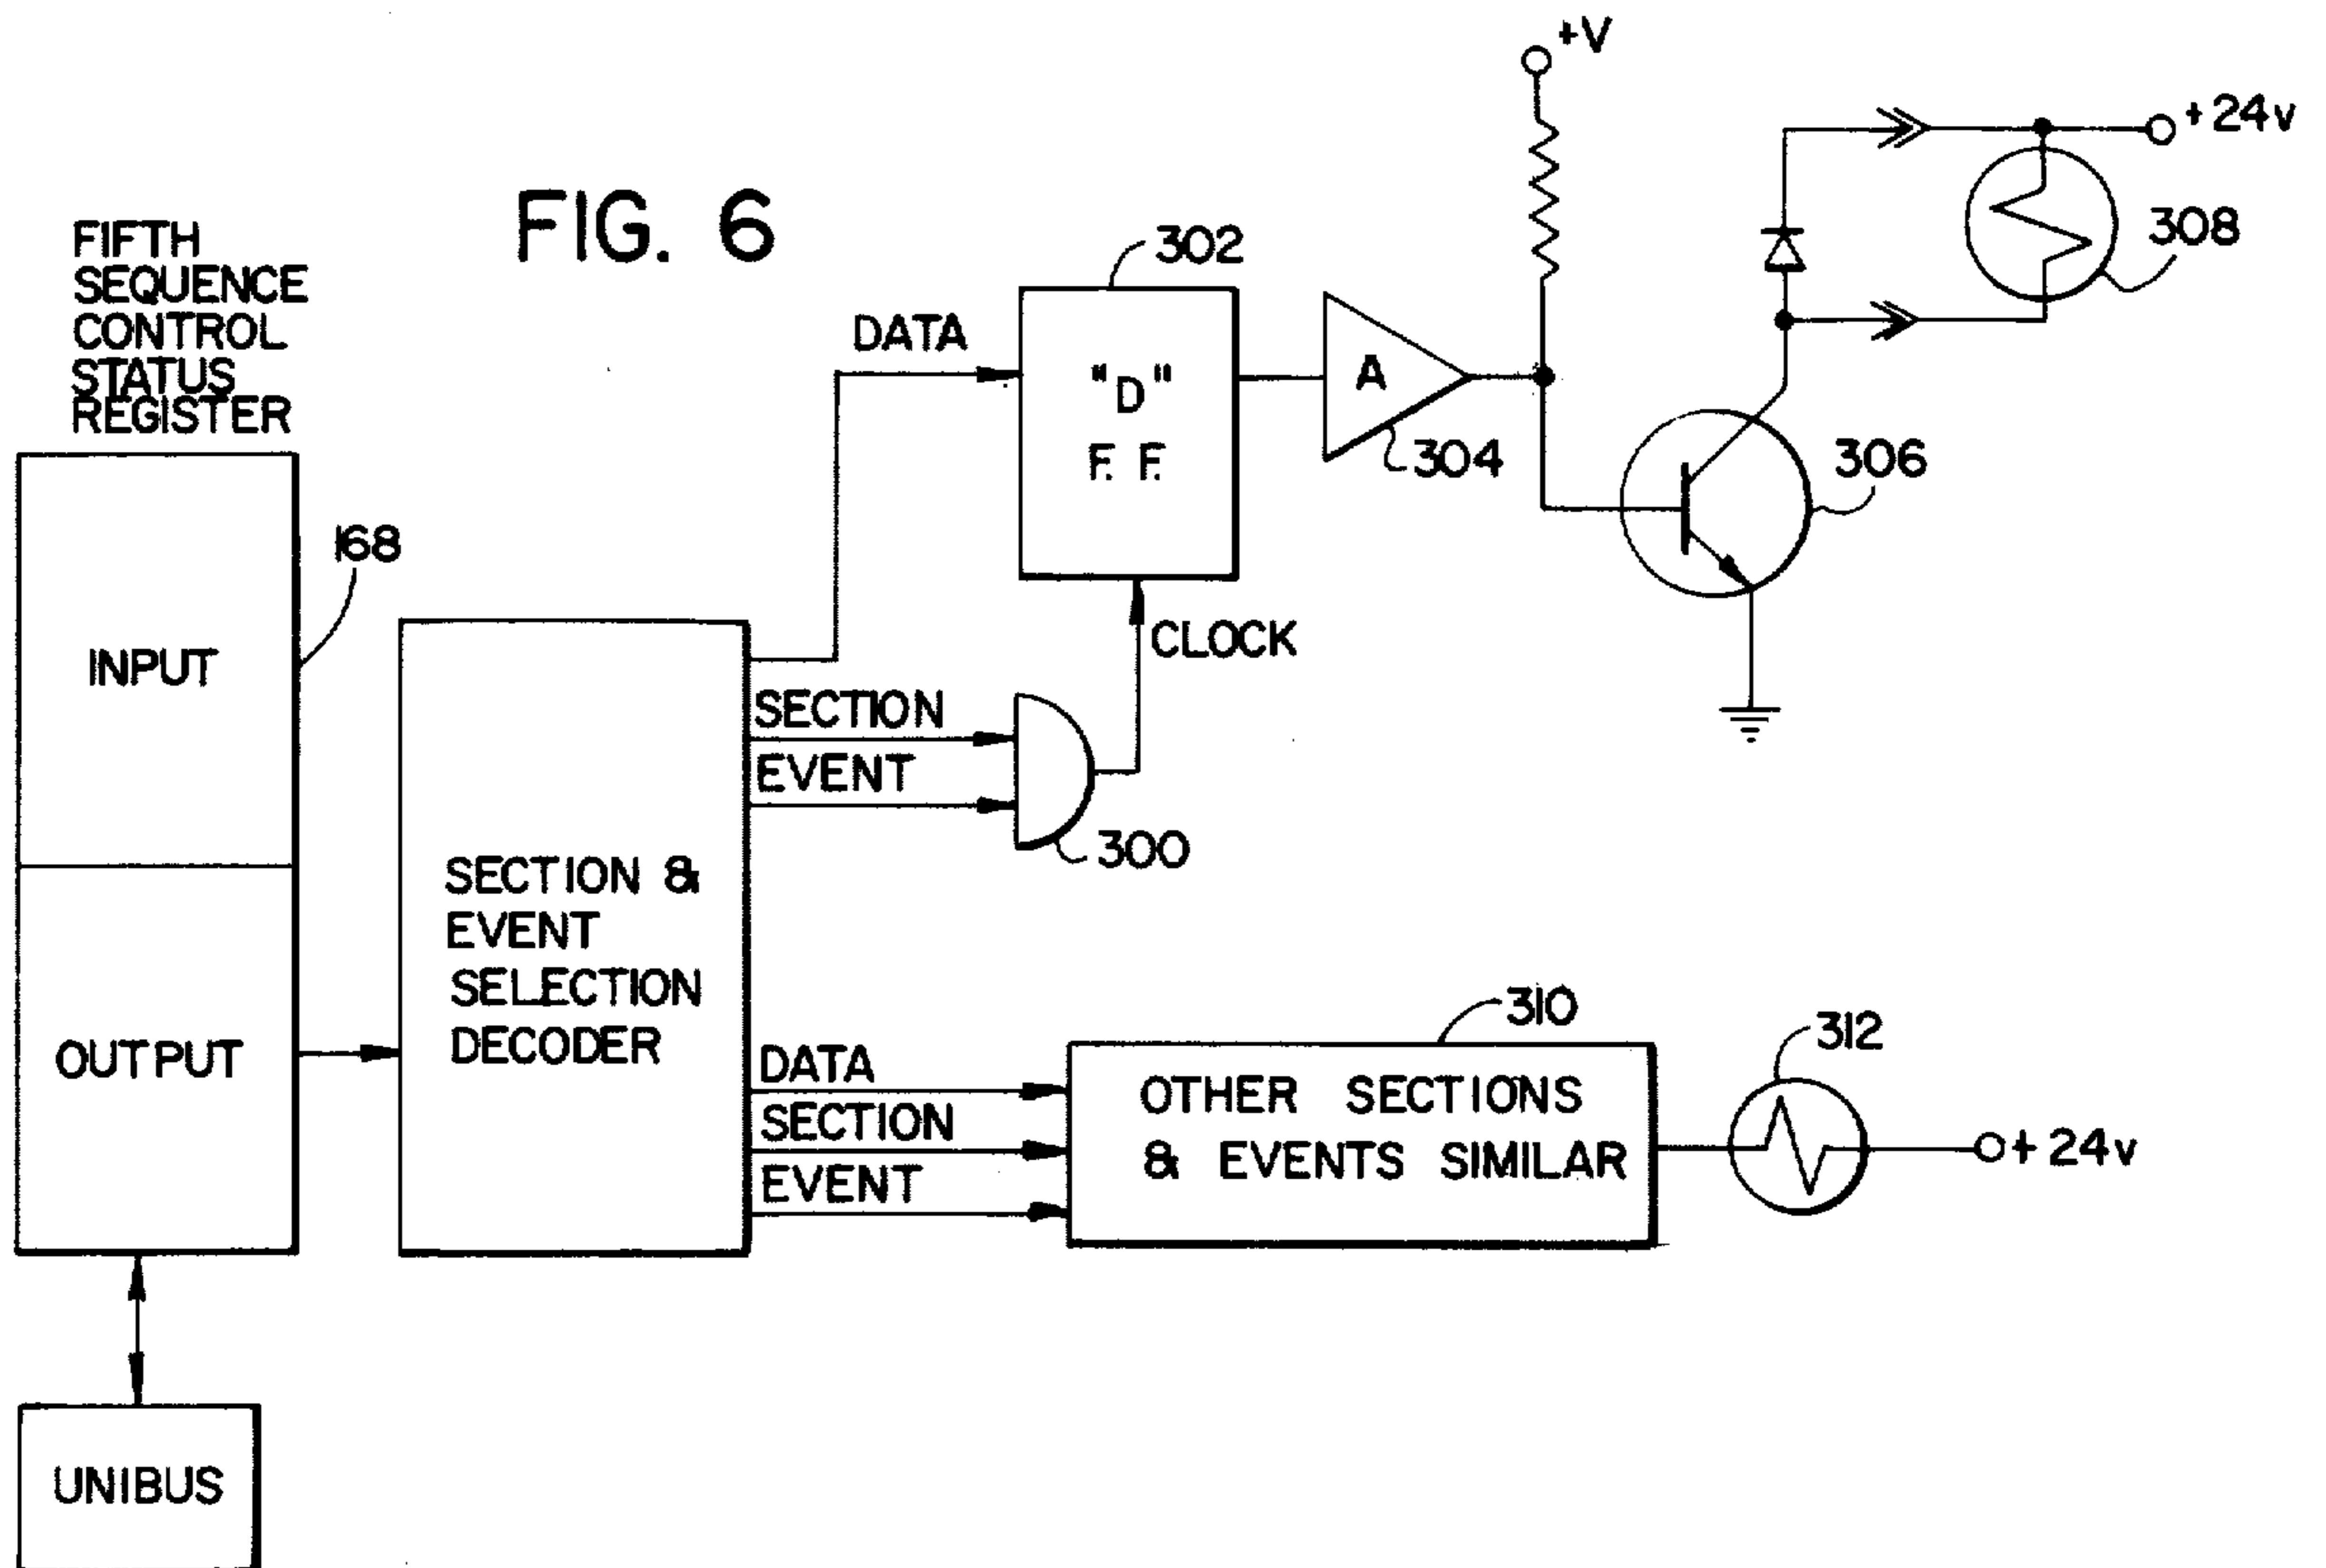 FIG. 6
+V
+24v
308
FIFTH
SEQUENCE
CONTROL
STATUS
REGISTER
302
DATA
"D"
F. F.
A
304
306
168
INPUT
CLOCK
SECTION
EVENT
300
SECTION &
EVENT
SELECTION
DECODER
OUTPUT
310
312
DATA
SECTION
EVENT
OTHER SECTIONS
& EVENTS SIMILAR
+24v
UNIBUS